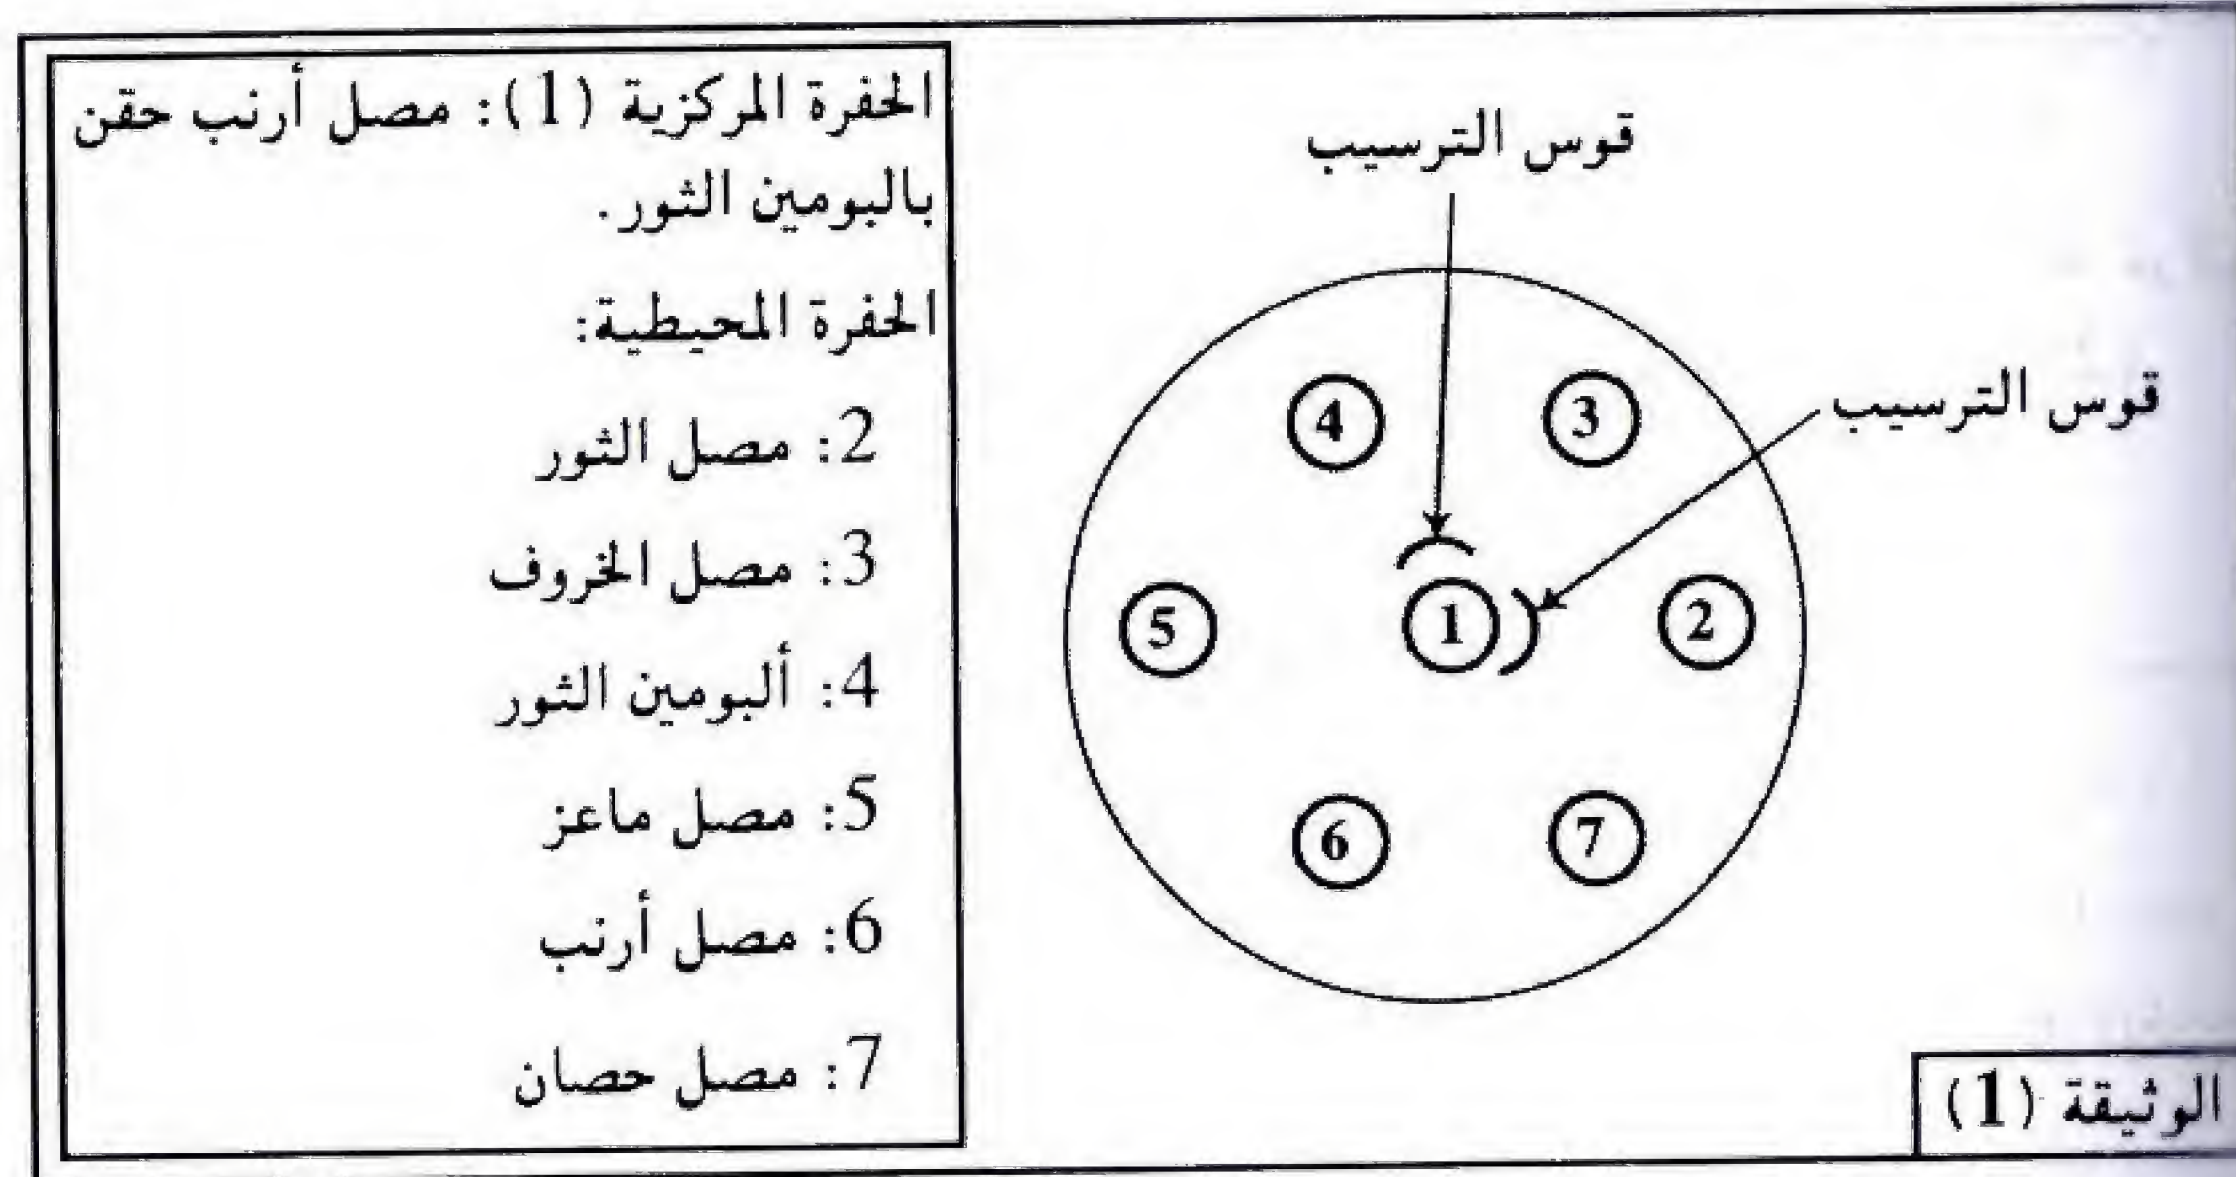 الحفرة المركزية (1): مصل أرنب حقن
بالبومين الثور.
الحفرة المحيطية:
2: مصل الثور
3: مصل الخروف
4: ألبومين الثور
5: مصل ماعز
6: مصل أرنب
7: مصل حصان
قوس الترسيب
قوس الترسيب
4
3
5
1
2
6
7
الوثيقة (1)